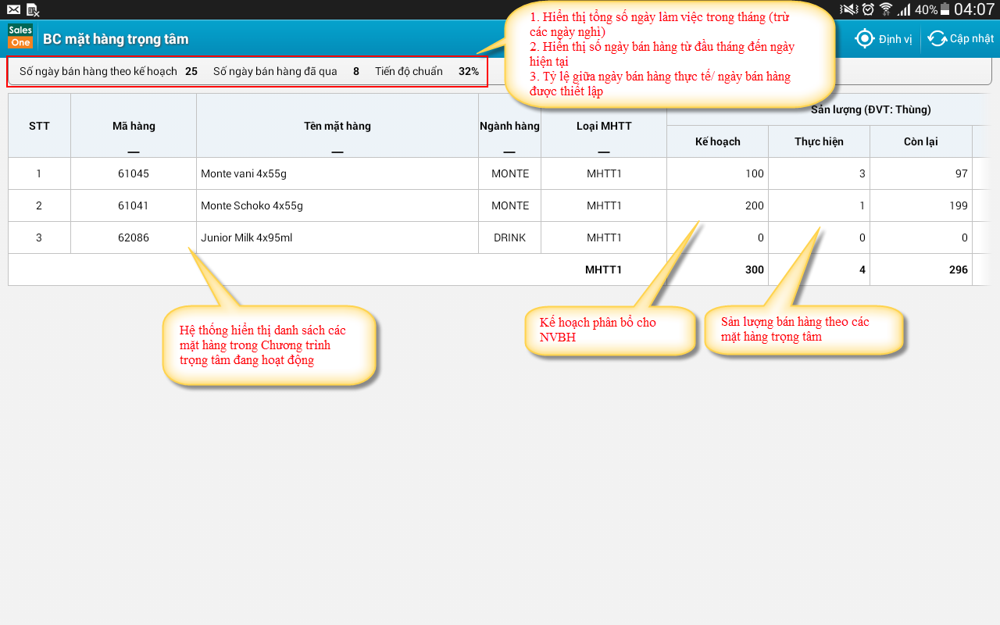 40% 04:07
Sales One
BC mặt hàng trọng tâm
Định vị
Cập nhật
1. Hiển thị tổng số ngày làm việc trong tháng (trừ
các ngày nghỉ)
2. Hiển thị số ngày bán hàng từ đầu tháng đến ngày
hiện tại
3. Tỷ lệ giữa ngày bán hàng thực tế/ ngày bán hàng
được thiết lập
Số ngày bán hàng theo kế hoạch 25 Số ngày bán hàng đã qua 8 Tiến độ chuẩn 32%
Sản lượng (ĐVT: Thùng)
STT Mã hàng Tên mặt hàng Ngành hàng Loại MHTT
Kế hoạch Thực hiện Còn lại
1 61045 Monte vani 4x55g MONTE MHTT1 100 3 97
2 61041 Monte Schoko 4x55g MONTE MHTT1 200 1 199
3 62086 Junior Milk 4x95ml DRINK MHTT1 0 0 0
MHTT1 300 4 296
Hệ thống hiển thị danh sách các
mặt hàng trong Chương trình
trọng tâm đang hoạt động
Kế hoạch phân bổ cho
NVBH
Sản lượng bán hàng theo các
mặt hàng trọng tâm